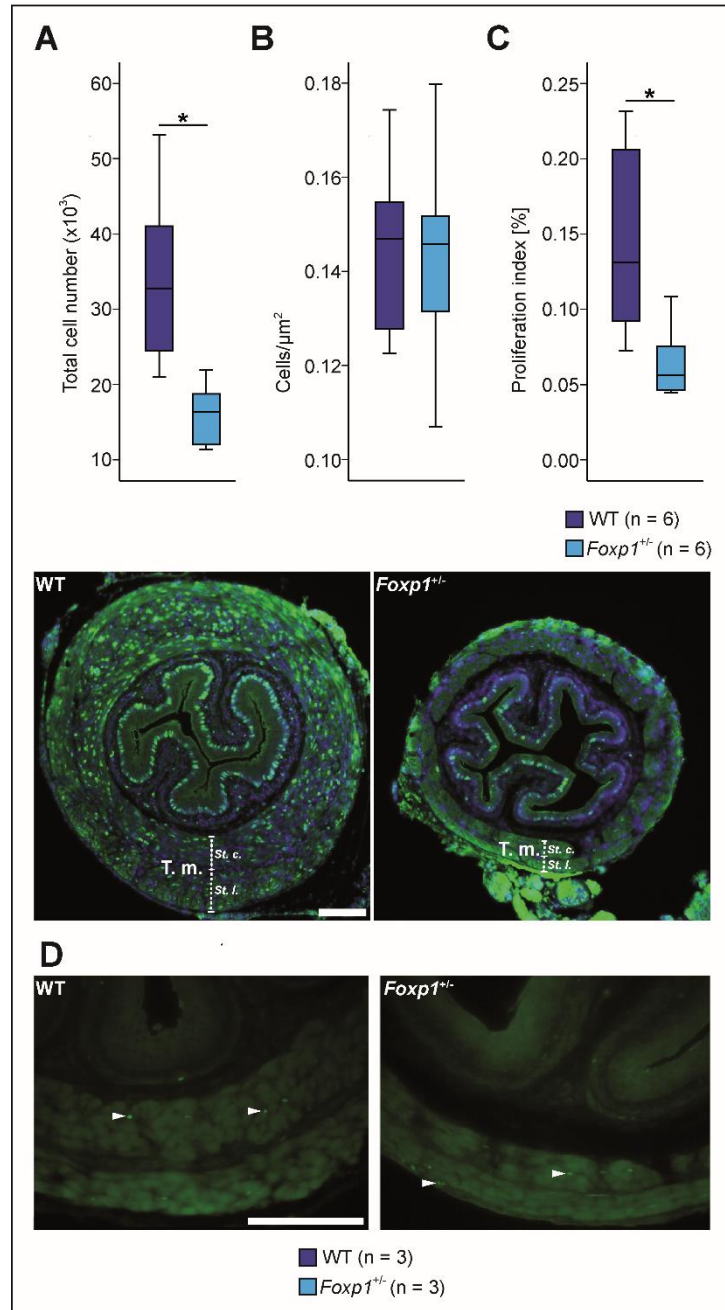 A
B
C
Total cell number (x10³)
60
50
40
30
20
10
*
Cells/µm²
0.18
0.16
0.14
0.12
0.10
Proliferation index [%]
0.25
0.20
0.15
0.10
0.05
0.00
*
WT (n = 6)
Foxp1⁺/⁻ (n = 6)
WT
T. m.
St. c.
St. l.
Foxp1⁺/⁻
T. m.
St. c.
St. l.
D
WT
Foxp1⁺/⁻
WT (n = 3)
Foxp1⁺/⁻ (n = 3)